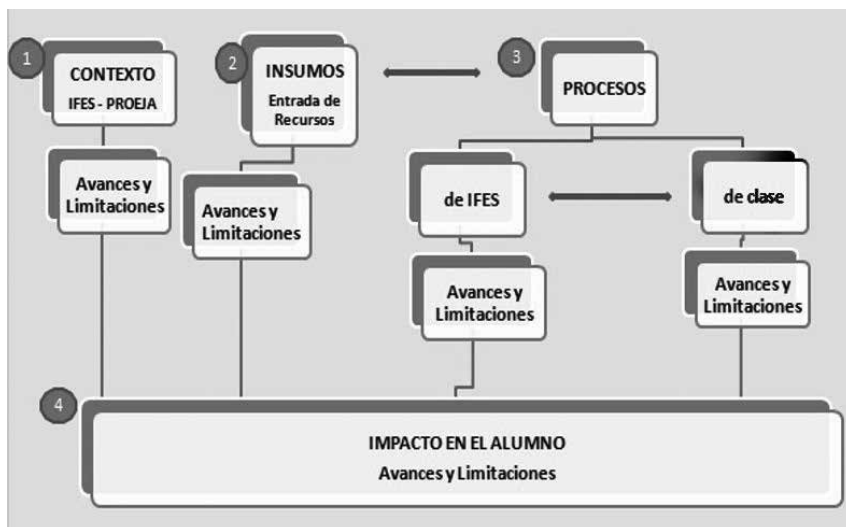 1
CONTEXTO
IFES - PROEJA
Avances y
Limitaciones
2
INSUMOS
Entrada de
Recursos
Avances y
Limitaciones
3
PROCESOS
de IFES
Avances y
Limitaciones
de clase
Avances y
Limitaciones
4
IMPACTO EN EL ALUMNO
Avances y Limitaciones